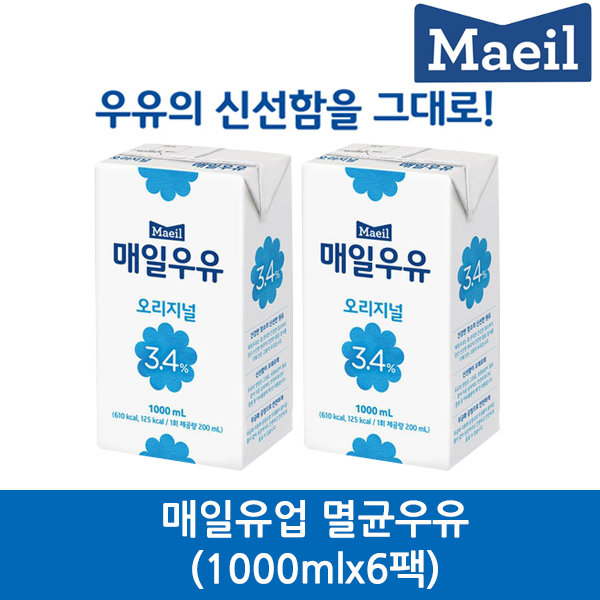 Maeil
우유의 신선함을 그대로!
Maeil
매일우유
오리지널
3.4%
1000 mL
(610 kcal, 125 kcal / 1회 제공량 200 mL)
3.4%
Maeil
매일우유
오리지널
3.4%
1000 mL
(610 kcal, 125 kcal / 1회 제공량 200 mL)
3.4%
매일유업 멸균우유
(1000mlx6팩)